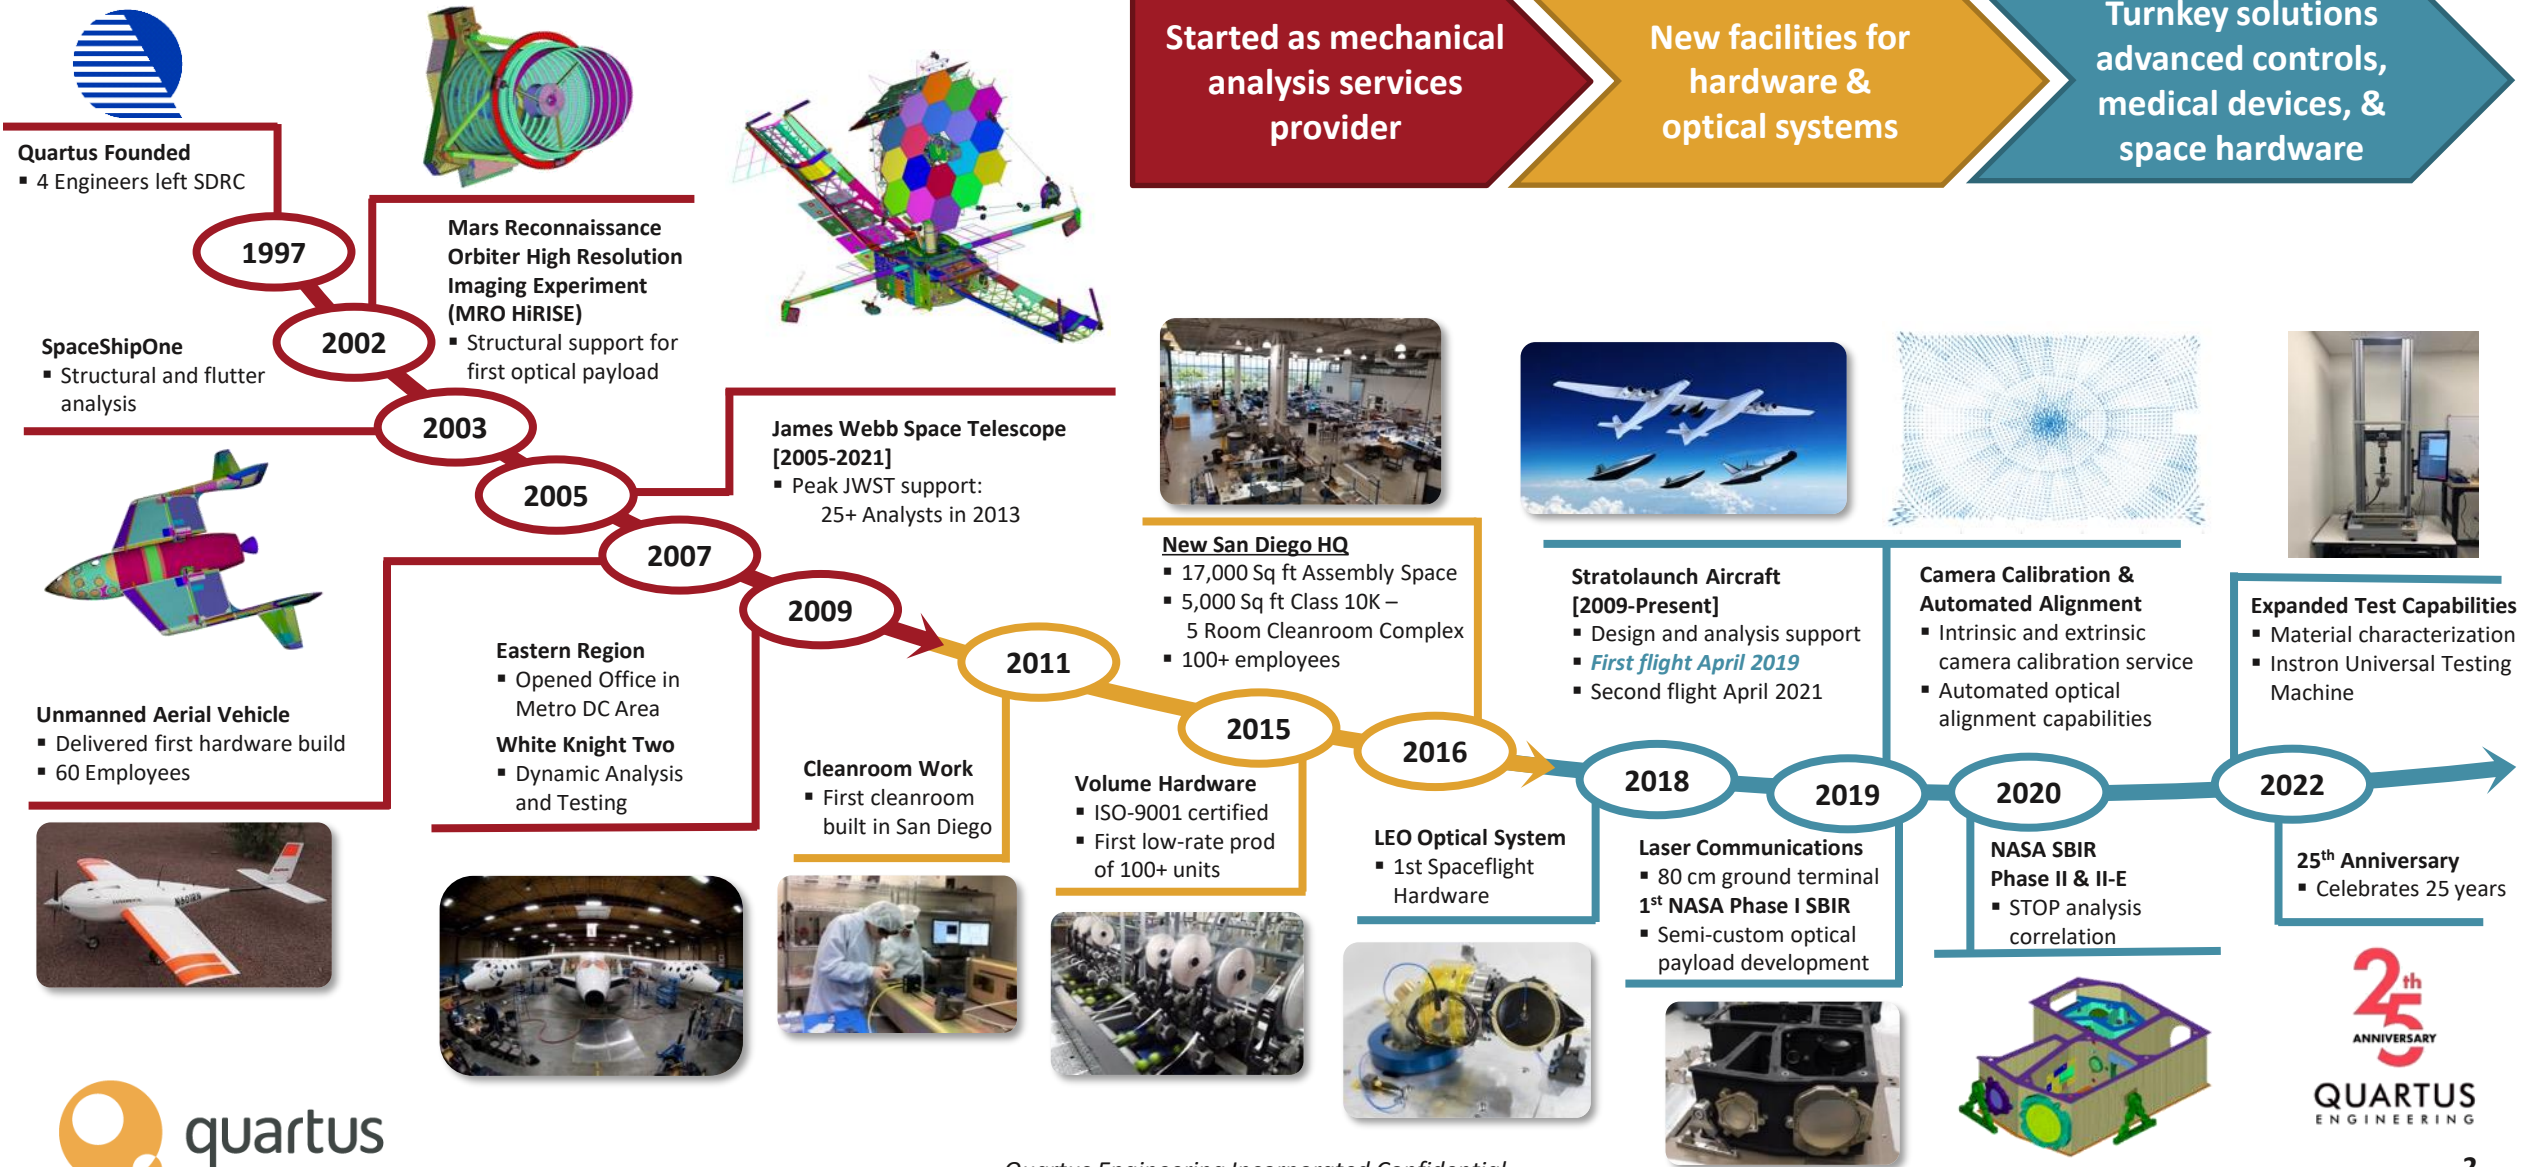 Started as mechanical
analysis services
provider
New facilities for
hardware &
optical systems
Turnkey solutions
advanced controls,
medical devices, &
space hardware
Quartus Founded
▪ 4 Engineers left SDRC
1997
Mars Reconnaissance
Orbiter High Resolution
Imaging Experiment
(MRO HiRISE)
▪ Structural support for
first optical payload
2002
SpaceShipOne
▪ Structural and flutter
analysis
2003
James Webb Space Telescope
[2005-2021]
▪ Peak JWST support:
25+ Analysts in 2013
2005
2007
Unmanned Aerial Vehicle
▪ Delivered first hardware build
▪ 60 Employees
2009
Eastern Region
▪ Opened Office in
Metro DC Area
White Knight Two
▪ Dynamic Analysis
and Testing
2011
Cleanroom Work
▪ First cleanroom
built in San Diego
2015
Volume Hardware
▪ ISO-9001 certified
▪ First low-rate prod
of 100+ units
New San Diego HQ
▪ 17,000 Sq ft Assembly Space
▪ 5,000 Sq ft Class 10K –
5 Room Cleanroom Complex
▪ 100+ employees
2016
2018
LEO Optical System
▪ 1st Spaceflight
Hardware
Stratolaunch Aircraft
[2009-Present]
▪ Design and analysis support
▪ First flight April 2019
▪ Second flight April 2021
2019
Laser Communications
▪ 80 cm ground terminal
1st NASA Phase I SBIR
▪ Semi-custom optical
payload development
Camera Calibration &
Automated Alignment
▪ Intrinsic and extrinsic
camera calibration service
▪ Automated optical
alignment capabilities
2020
NASA SBIR
Phase II & II-E
▪ STOP analysis
correlation
Expanded Test Capabilities
▪ Material characterization
▪ Instron Universal Testing
Machine
2022
25th Anniversary
▪ Celebrates 25 years
N601RN
25th
ANNIVERSARY
QUARTUS
ENGINEERING
quartus
Quartus Engineering Incorporated Confidential
2